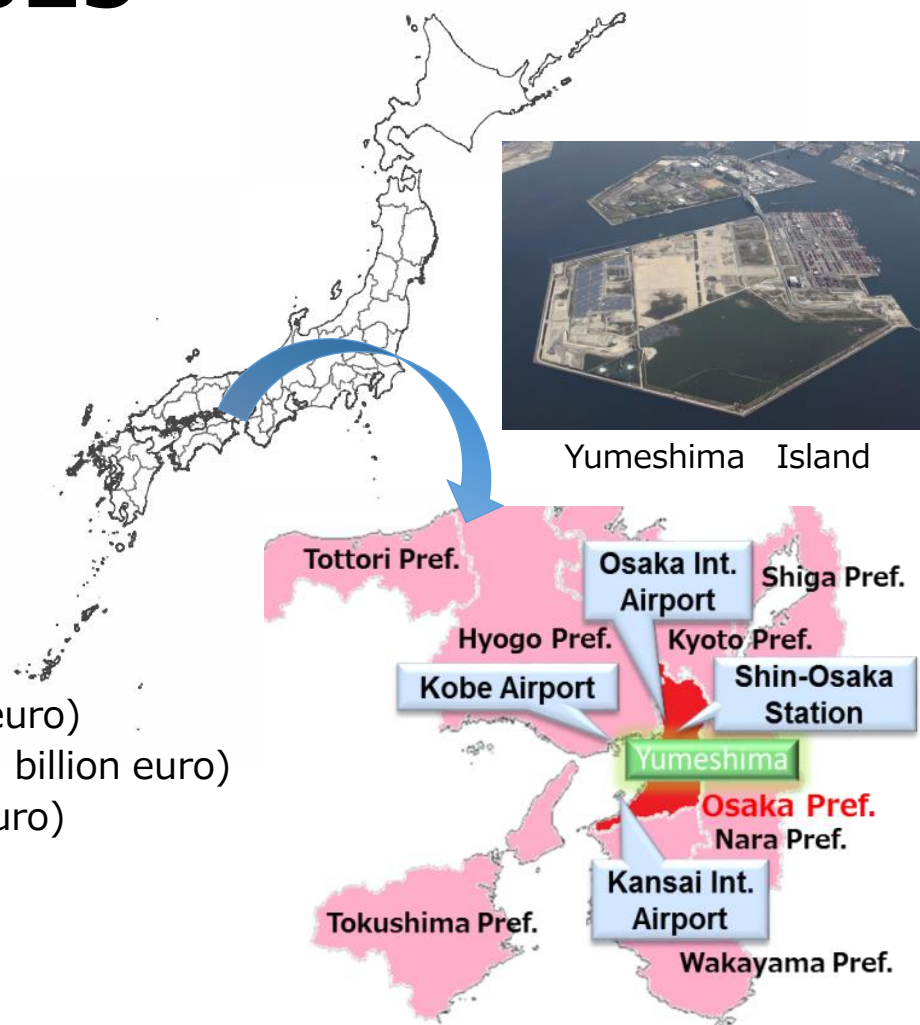 Yumeshima Island
Tottori Pref.
Osaka Int.
Airport
Shiga Pref.
Hyogo Pref.
Kyoto Pref.
Kobe Airport
Shin-Osaka
Station
euro)
billion euro)
uro)
Yumeshima
Osaka Pref.
Nara Pref.
Kansai Int.
Airport
Tokushima Pref.
Wakayama Pref.